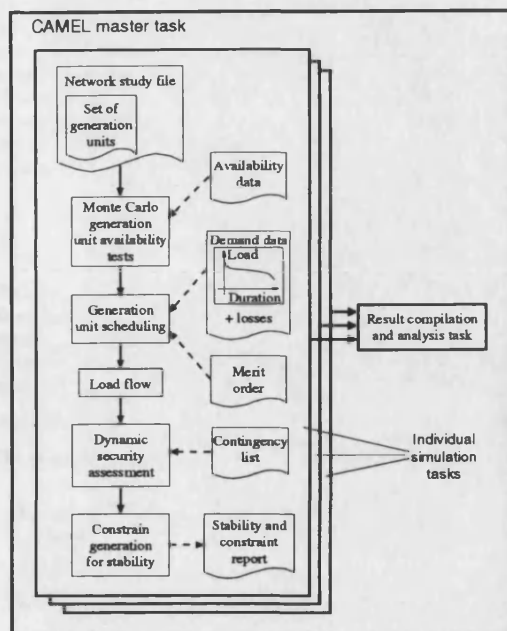 CAMEL master task
Network study file
Set of
generation
units
Availability
data
Monte Carlo
generation
unit availability
tests
Demand data
Load
Duration
+ losses
Generation
unit scheduling
Result compilation
and analysis task
Merit
order
Load flow
Dynamic
security
assessment
Contingency
list
Individual
simulation
tasks
Constrain
generation
for stability
Stability and
constraint
report